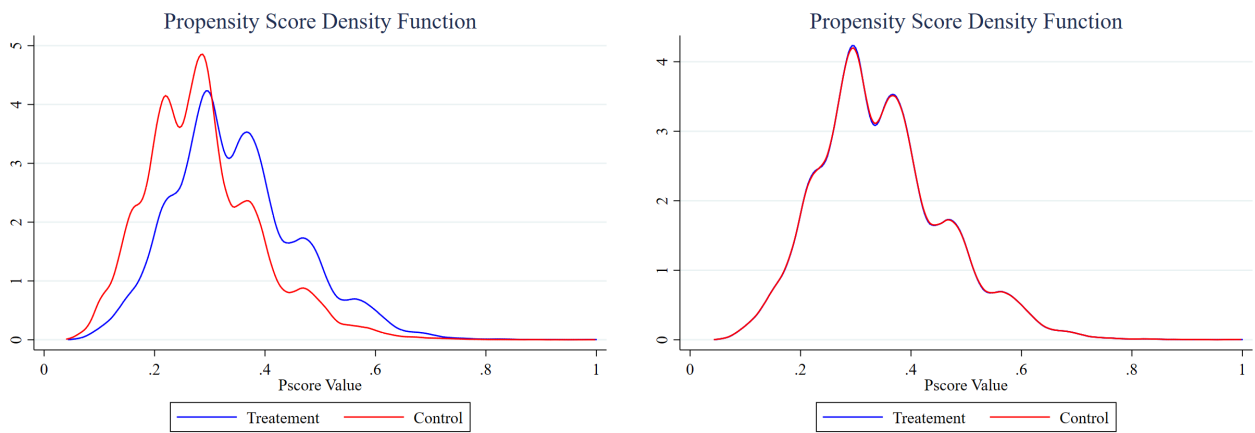 Propensity Score Density Function
5
4
3
2
1
0
0 .2 .4 .6 .8 1
Pscore Value
Treatement Control
Propensity Score Density Function
4
3
2
1
0
0 .2 .4 .6 .8 1
Pscore Value
Treatement Control